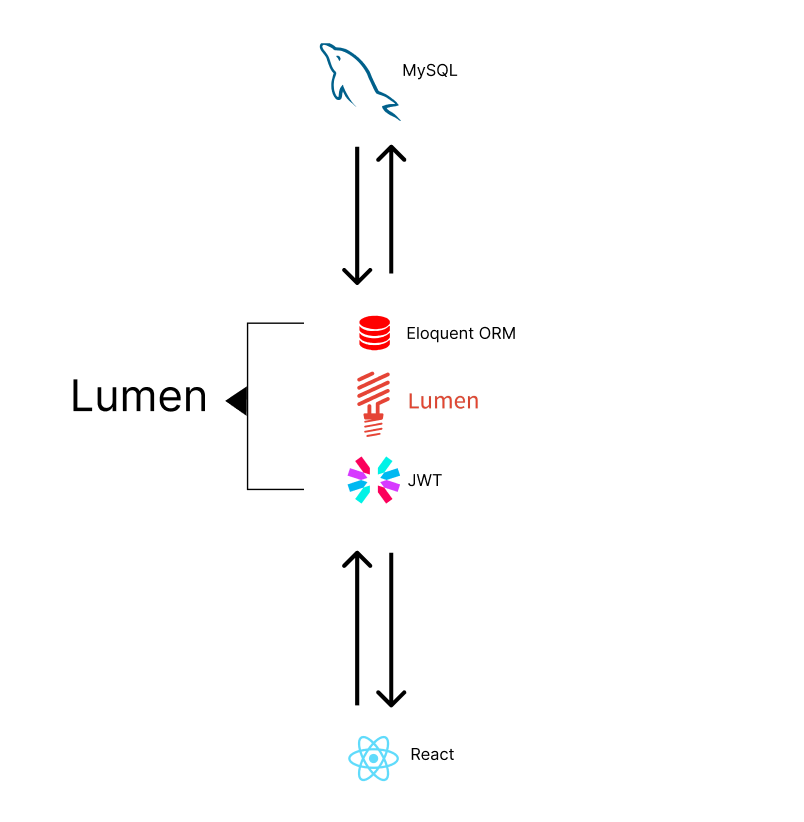 MySQL
Eloquent ORM
Lumen
Lumen
JWT
React